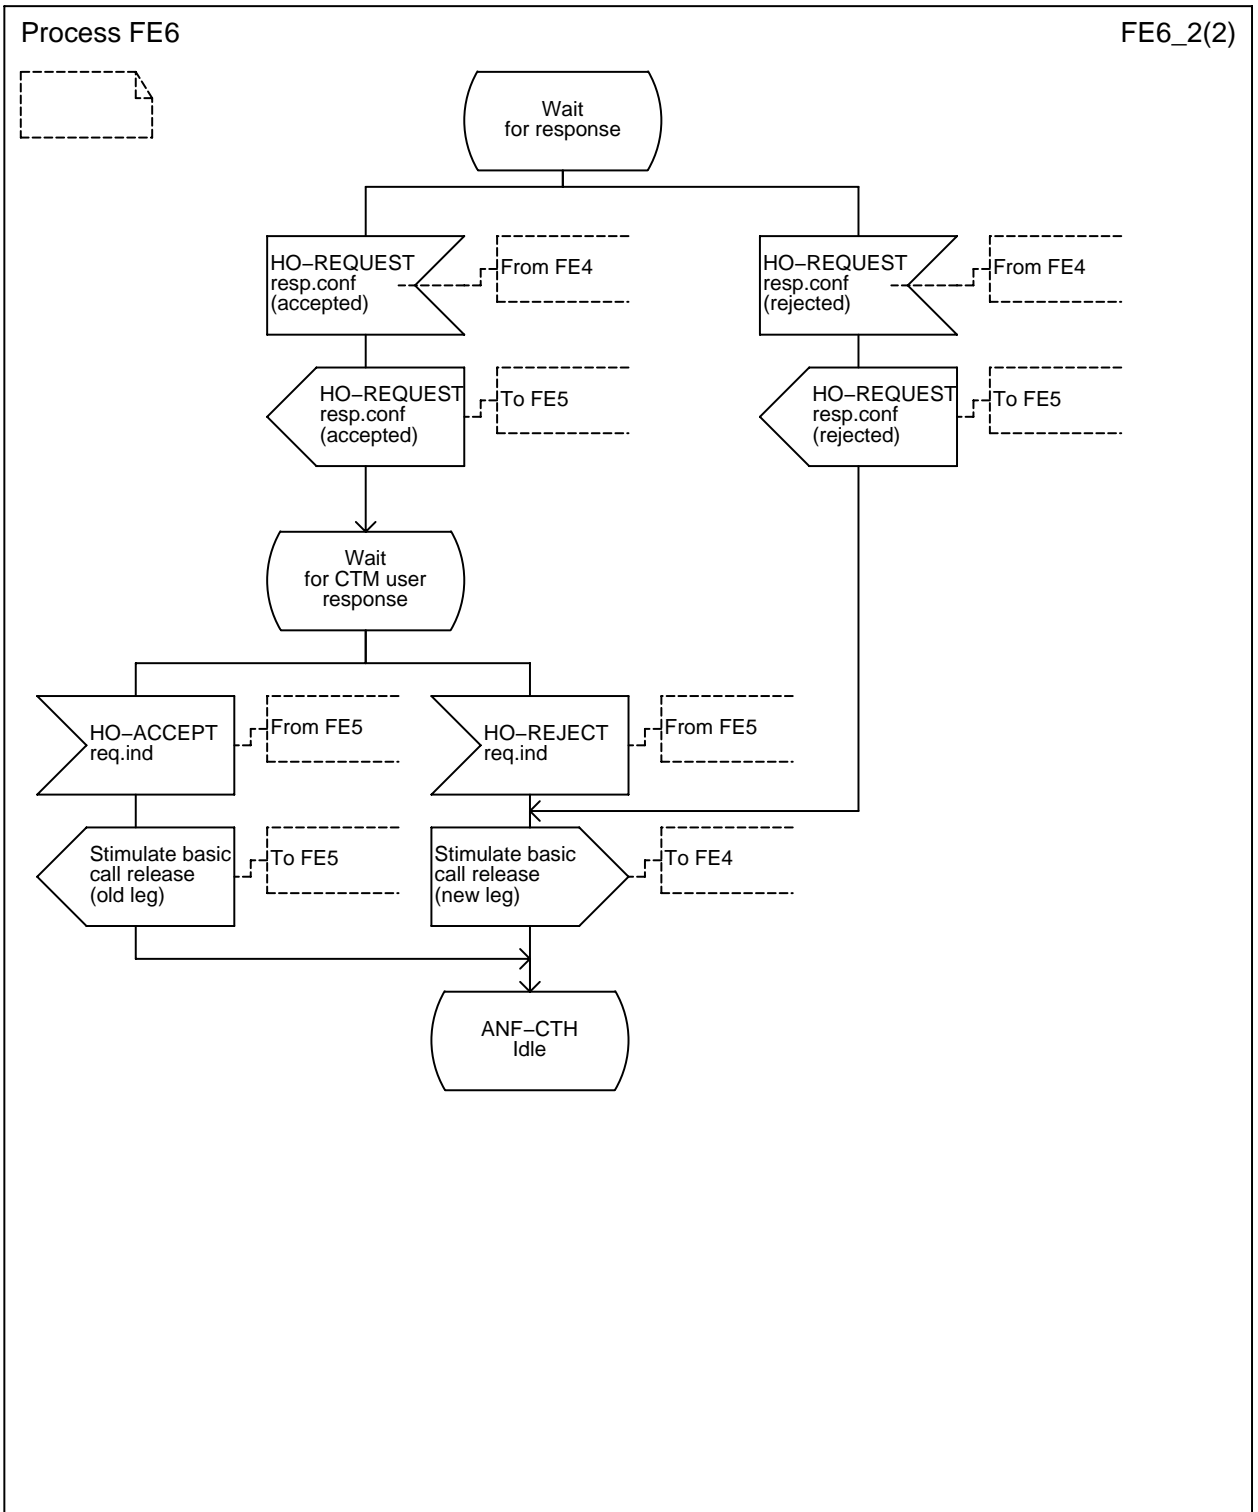 Process FE6
FE6_2(2)
Wait
for response
HO−REQUEST
resp.conf
(accepted)
From FE4
HO−REQUEST
resp.conf
(rejected)
From FE4
HO−REQUEST
resp.conf
(accepted)
To FE5
HO−REQUEST
resp.conf
(rejected)
To FE5
Wait
for CTM user
response
HO−ACCEPT
req.ind
From FE5
HO−REJECT
req.ind
From FE5
Stimulate basic
call release
(old leg)
To FE5
Stimulate basic
call release
(new leg)
To FE4
ANF−CTH
Idle